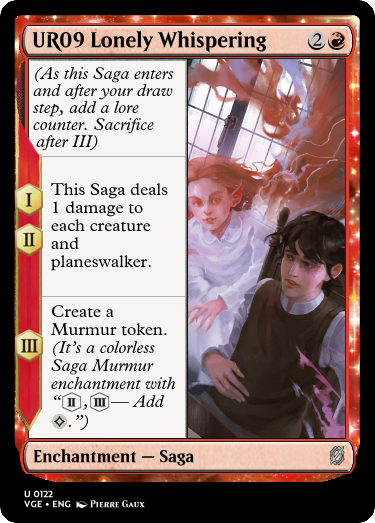 UR09 Lonely Whispering 2
(As this Saga enters
and after your draw
step, add a lore
counter. Sacrifice
after III)
I
II
This Saga deals
1 damage to
each creature
and
planeswalker.
III
Create a
Murmur token.
(It's a colorless
Saga Murmur
enchantment with
"II, III — Add
C.")
Enchantment — Saga
U 0122
VGE • ENG Pierre Gaux